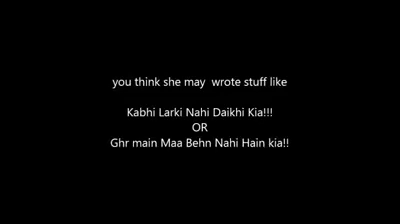 you think she may wrote stuff like
Kabhi Larki Nahi Daikhi Kia!!!
OR
Ghr main Maa Behn Nahi Hain kia!!